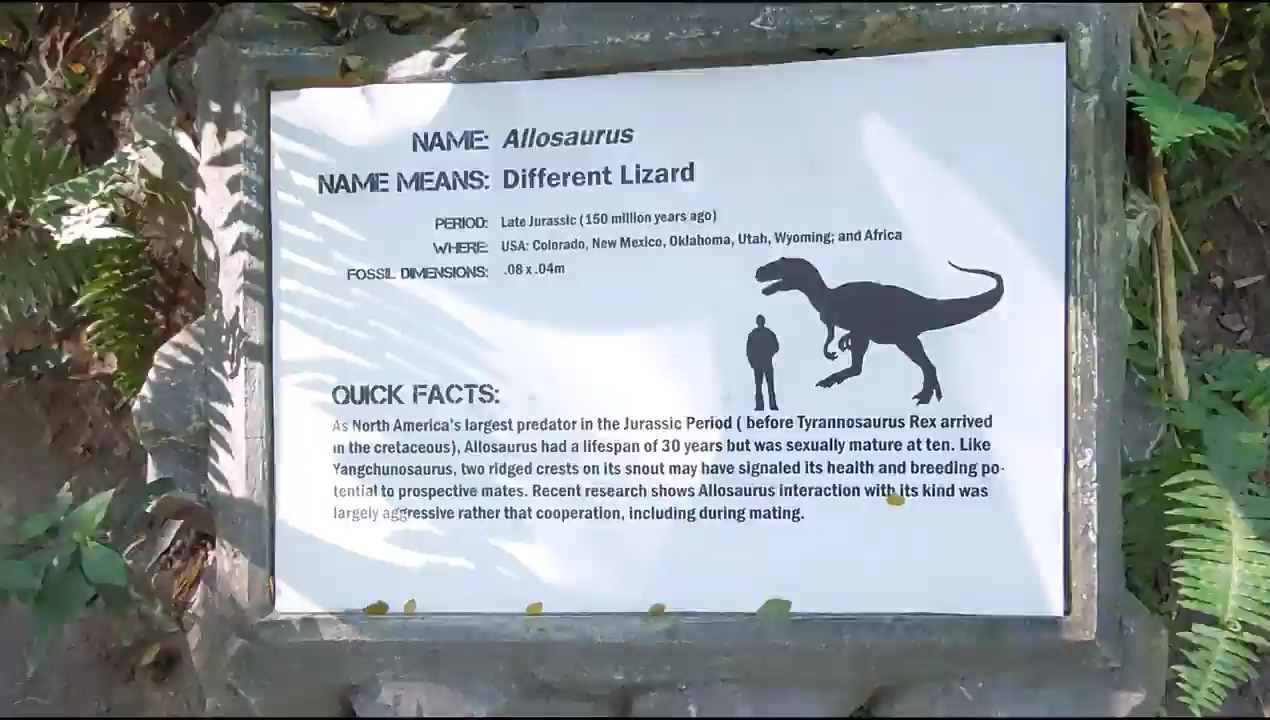 NAME: Allosaurus
NAME MEANS: Different Lizard
PERIOD: Late Jurassic (150 million years ago)
WHERE: USA: Colorado, New Mexico, Oklahoma, Utah, Wyoming; and Africa
FOSSIL DIMENSIONS: .08 x .04m
QUICK FACTS:
As North America's largest predator in the Jurassic Period ( before Tyrannosaurus Rex arrived
in the cretaceous), Allosaurus had a lifespan of 30 years but was sexually mature at ten. Like
Yangchunosaurus, two ridged crests on its snout may have signaled its health and breeding po-
tential to prospective mates. Recent research shows Allosaurus interaction with its kind was
largely aggressive rather that cooperation, including during mating.